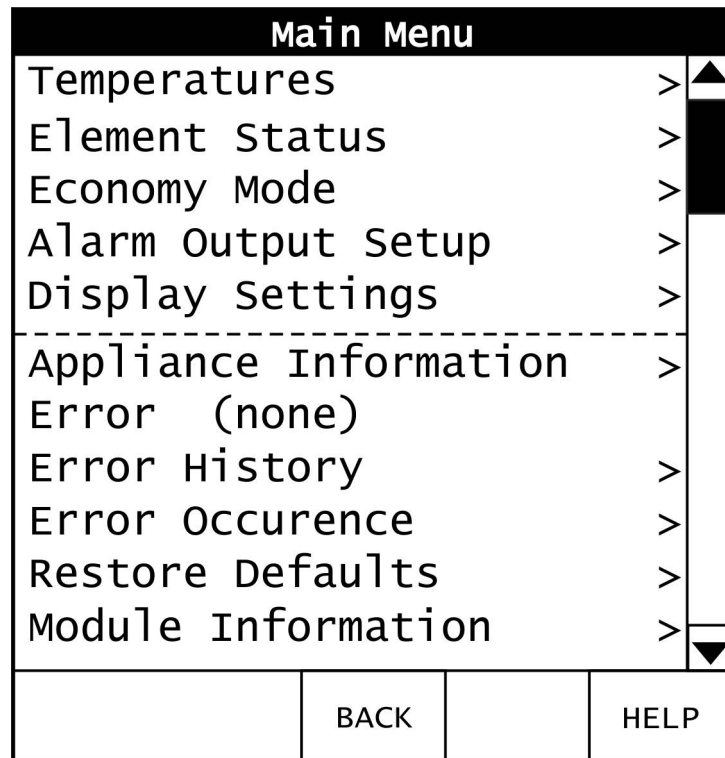 Main Menu
Temperatures >
Element Status >
Economy Mode >
Alarm Output Setup >
Display Settings >
Appliance Information >
Error (none)
Error History >
Error Occurence >
Restore Defaults >
Module Information >
BACK HELP